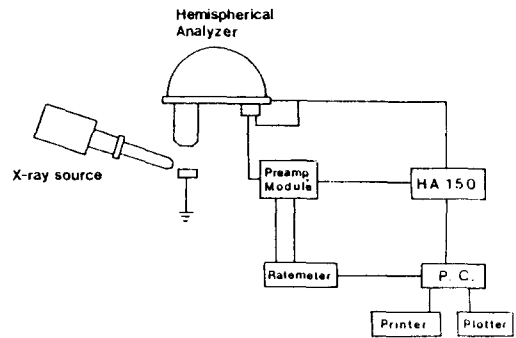 Hemispherical
Analyzer
X-ray source
Preamp
Module
HA 150
Ratemeter
P. C.
Printer
Plotter